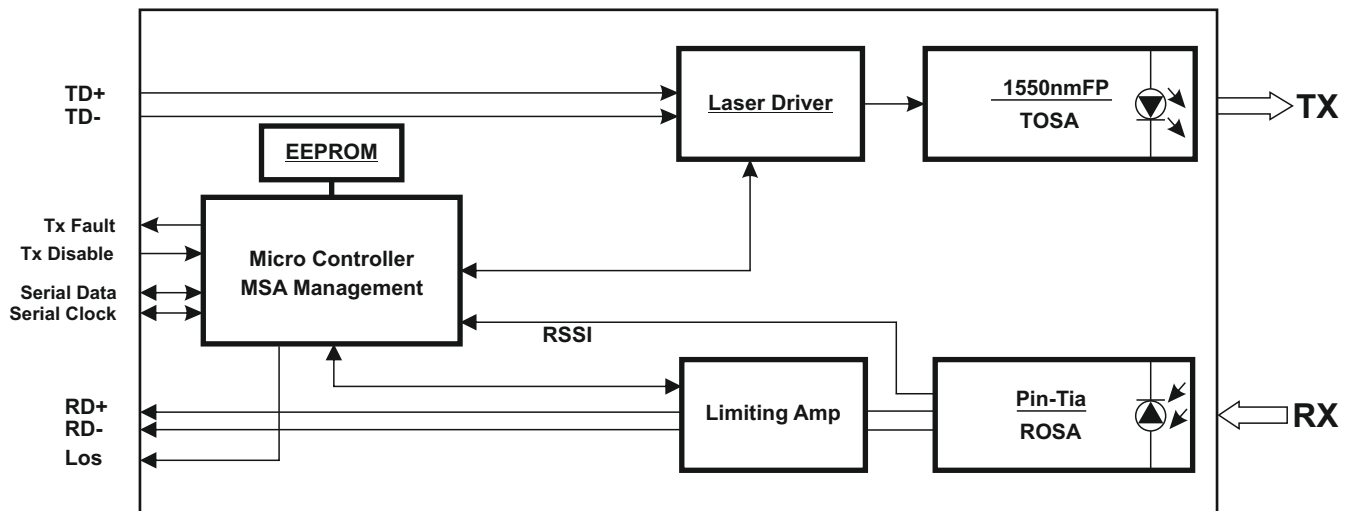 TD+
TD-
Laser Driver
1550nmFP
TOSA
TX
EEPROM
Tx Fault
Tx Disable
Serial Data
Serial Clock
Micro Controller
MSA Management
RSSI
RD+
RD-
Los
Limiting Amp
Pin-Tia
ROSA
RX